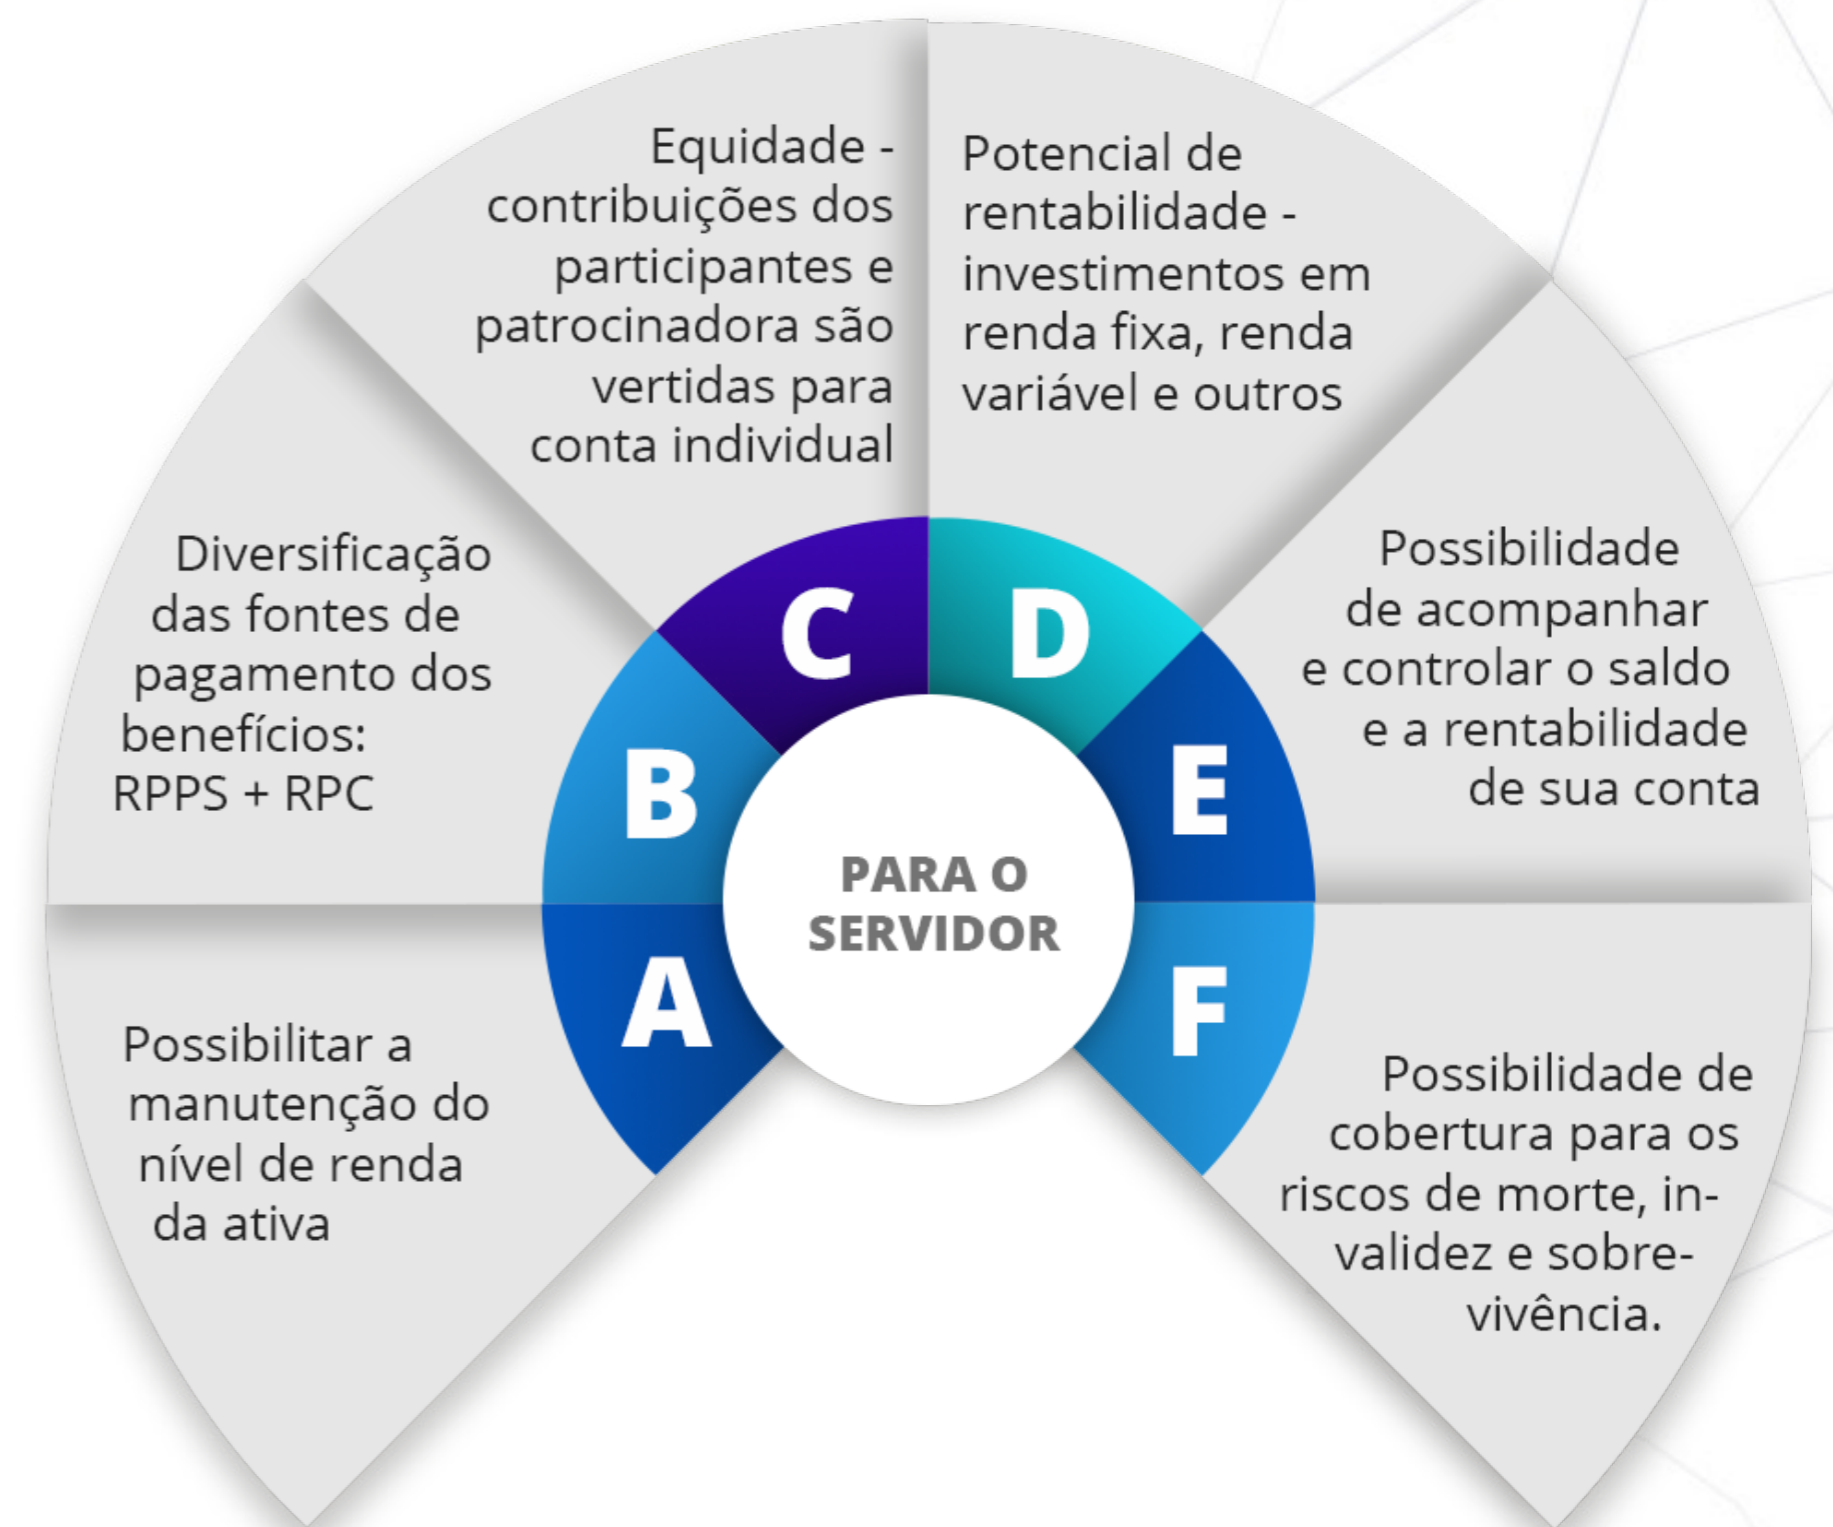 PARA O
SERVIDOR
A
Possibilitar a
manutenção do
nível de renda
da ativa
B
Diversificação
das fontes de
pagamento dos
benefícios:
RPPS + RPC
C
Equidade -
contribuições dos
participantes e
patrocinadora são
vertidas para
conta individual
D
Potencial de
rentabilidade -
investimentos em
renda fixa, renda
variável e outros
E
Possibilidade
de acompanhar
e controlar o saldo
e a rentabilidade
de sua conta
F
Possibilidade de
cobertura para os
riscos de morte, in-
validez e sobre-
vivência.